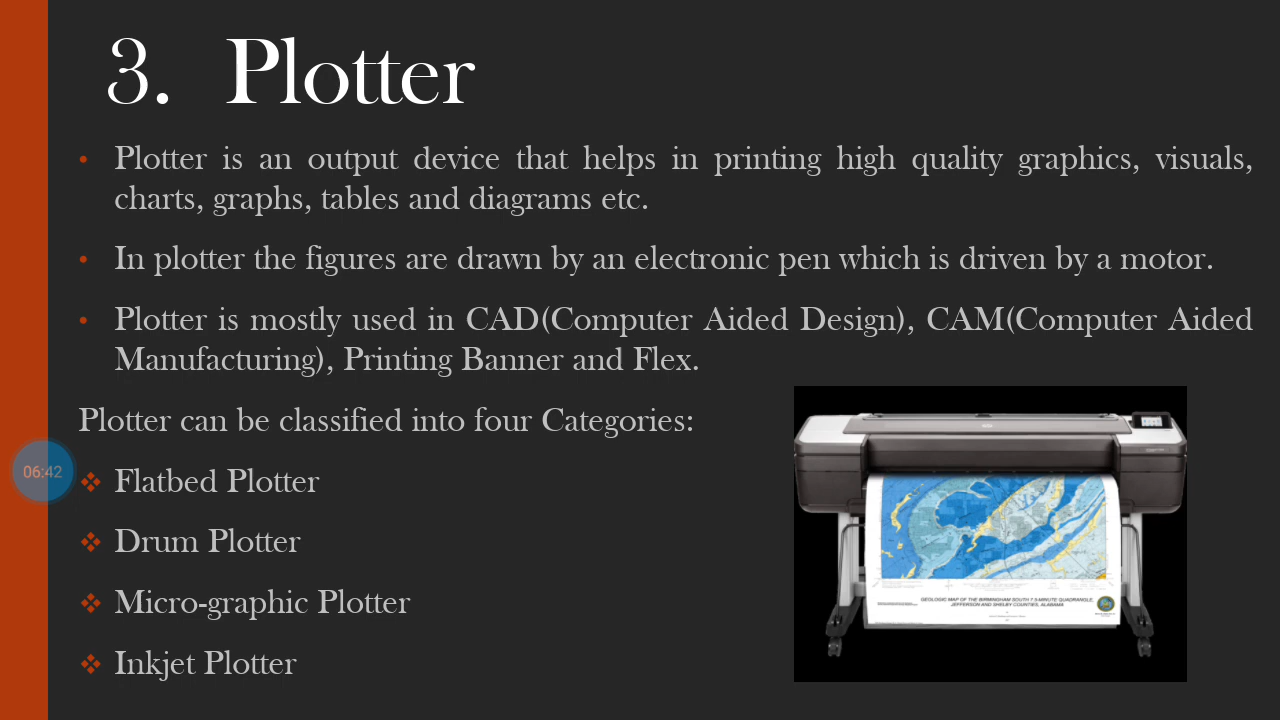 3. Plotter
• Plotter is an output device that helps in printing high quality graphics, visuals,
charts, graphs, tables and diagrams etc.
• In plotter the figures are drawn by an electronic pen which is driven by a motor.
• Plotter is mostly used in CAD(Computer Aided Design), CAM(Computer Aided
Manufacturing), Printing Banner and Flex.
Plotter can be classified into four Categories:
06:42
❖ Flatbed Plotter
❖ Drum Plotter
❖ Micro-graphic Plotter
❖ Inkjet Plotter
GEOLOGIC MAP OF THE BIRMINGHAM SOUTH 7.5-MINUTE QUADRANGLE,
JEFFERSON AND SHELBY COUNTIES, ALABAMA